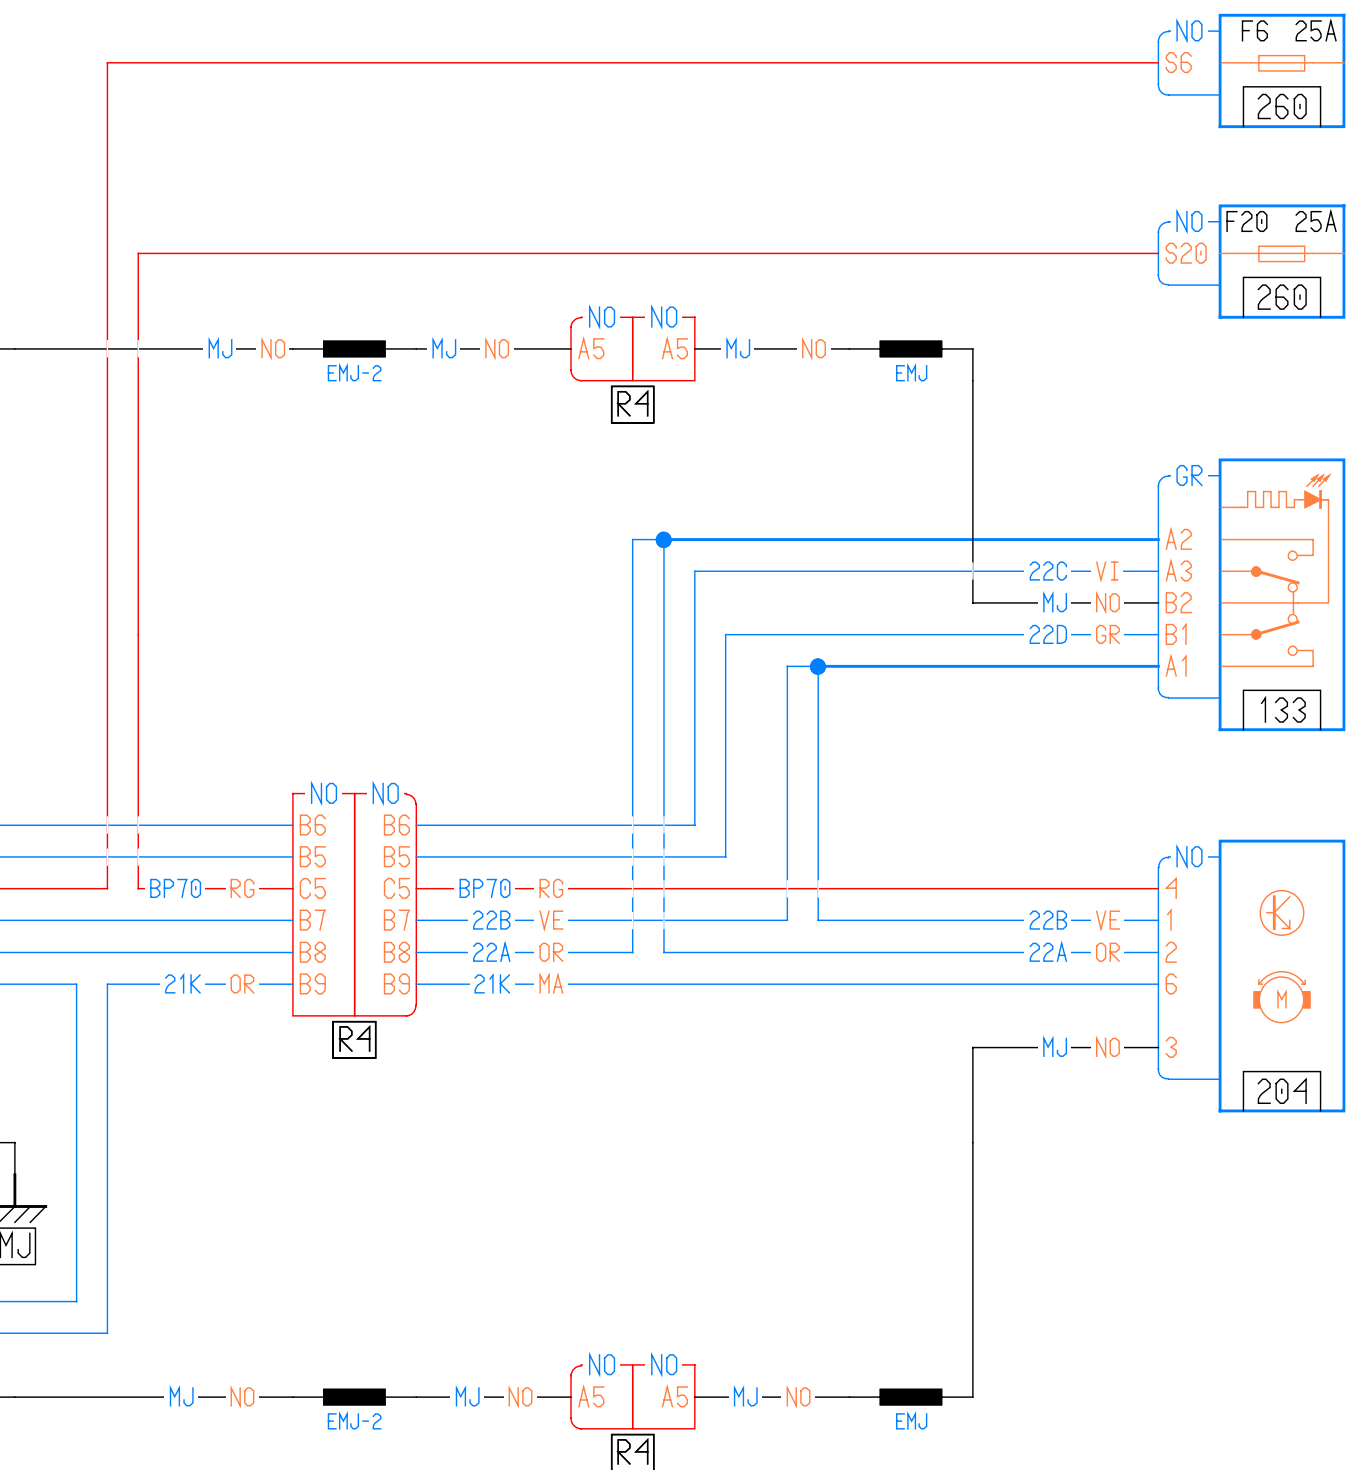 NO F6 25A
S6
260
NO F20 25A
S20
260
NO NO
MJ NO MJ NO A5 A5 MJ NO
EMJ-2 EMJ
R4
GR
A2
22C VI A3
MJ NO B2
22D GR B1
A1
133
NO NO
B6 B6
B5 B5
NO
BP70 RG C5 C5 BP70 RG 4
B7 B7 22B VE 22B VE 1
B8 B8 22A OR 22A OR 2
21K OR B9 B9 21K MA 6
M
R4
MJ NO 3
204
MJ
NO NO
MJ NO MJ NO A5 A5 MJ NO
EMJ-2 EMJ
R4